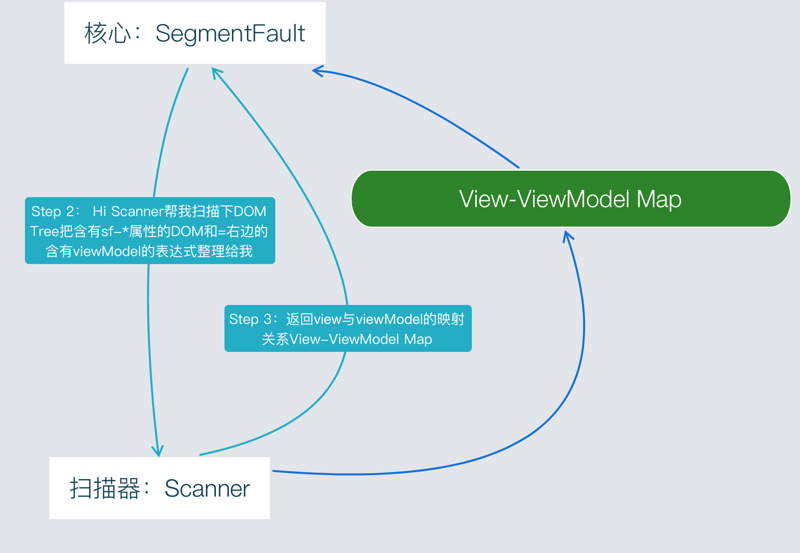 核心：SegmentFault
View-ViewModel Map
Step 2： Hi Scanner帮我扫描下DOM
Tree把含有sf-*属性的DOM和=右边的
含有viewModel的表达式整理给我
Step 3：返回view与viewModel的映射
关系View-ViewModel Map
扫描器：Scanner